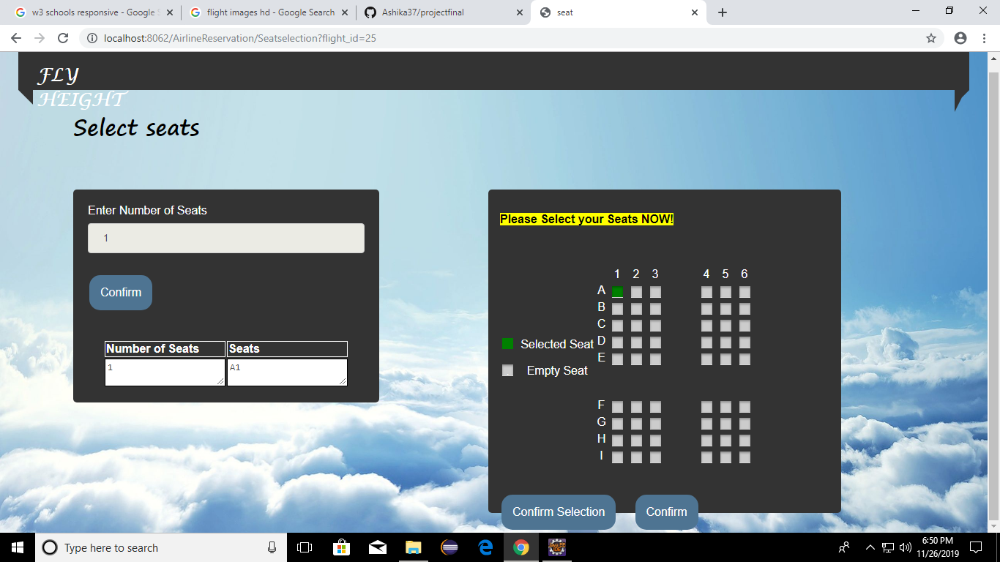 w3 schools responsive - Google S
flight images hd - Google Search
Ashika37/projectfinal
seat
localhost:8062/AirlineReservation/Seatselection?flight_id=25
FLY
HEIGHT
Select seats
Enter Number of Seats
1
Confirm
Number of Seats Seats
1 A1
Please Select your Seats NOW!
1 2 3 4 5 6
A
B
C
D
E
Selected Seat
Empty Seat
F
G
H
I
Confirm Selection Confirm
Type here to search
6:50 PM
11/26/2019